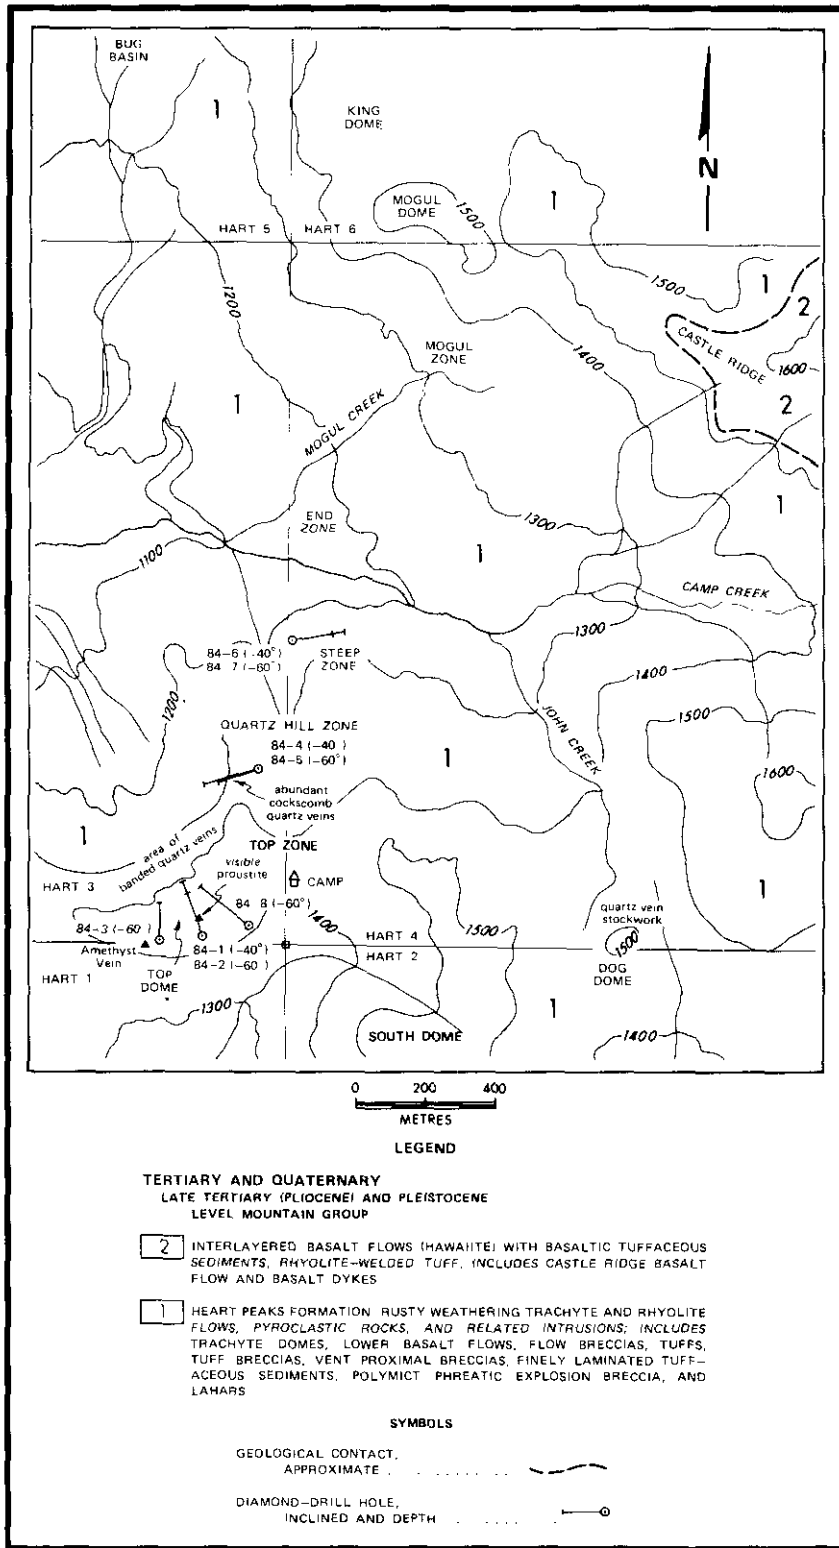 BUG
BASIN
1
KING
DOME
N
MOGUL
DOME
1500
1
HART 5
HART 6
1200
1500
1
2
CASTLE RIDGE
1600
2
1400
MOGUL
ZONE
1
MOGUL CREEK
1
END
ZONE
1
1300
1100
CAMP CREEK
84-6 (-40°)
84-7 (-60°)
STEEP
ZONE
1300
1400
1200
QUARTZ HILL ZONE
84-4 (-40 )
84-5 (-60°)
JOHN CREEK
1500
1
1600
abundant
cockscomb
quartz veins
1
area of
banded quartz veins
TOP ZONE
visible
proustite
HART 3
CAMP
84 8 (-60°)
1400
1500
1
quartz vein
stockwork
84-3 (-60 )
HART 4
1500
Amethyst
Vein
84-1 (-40°)
84-2 (-60 )
HART 2
HART 1
TOP
DOME
DOG
DOME
1300
1
SOUTH DOME
1400
0 200 400
METRES
LEGEND
TERTIARY AND QUATERNARY
LATE TERTIARY (PLIOCENE) AND PLEISTOCENE
LEVEL MOUNTAIN GROUP
2 INTERLAYERED BASALT FLOWS (HAWAIITE) WITH BASALTIC TUFFACEOUS
SEDIMENTS, RHYOLITE-WELDED TUFF, INCLUDES CASTLE RIDGE BASALT
FLOW AND BASALT DYKES
1 HEART PEAKS FORMATION RUSTY WEATHERING TRACHYTE AND RHYOLITE
FLOWS, PYROCLASTIC ROCKS, AND RELATED INTRUSIONS; INCLUDES
TRACHYTE DOMES, LOWER BASALT FLOWS, FLOW BRECCIAS, TUFFS,
TUFF BRECCIAS, VENT PROXIMAL BRECCIAS, FINELY LAMINATED TUFF-
ACEOUS SEDIMENTS, POLYMICT PHREATIC EXPLOSION BRECCIA, AND
LAHARS
SYMBOLS
GEOLOGICAL CONTACT,
APPROXIMATE . . . . . . . . . .
DIAMOND-DRILL HOLE,
INCLINED AND DEPTH . . . . . .